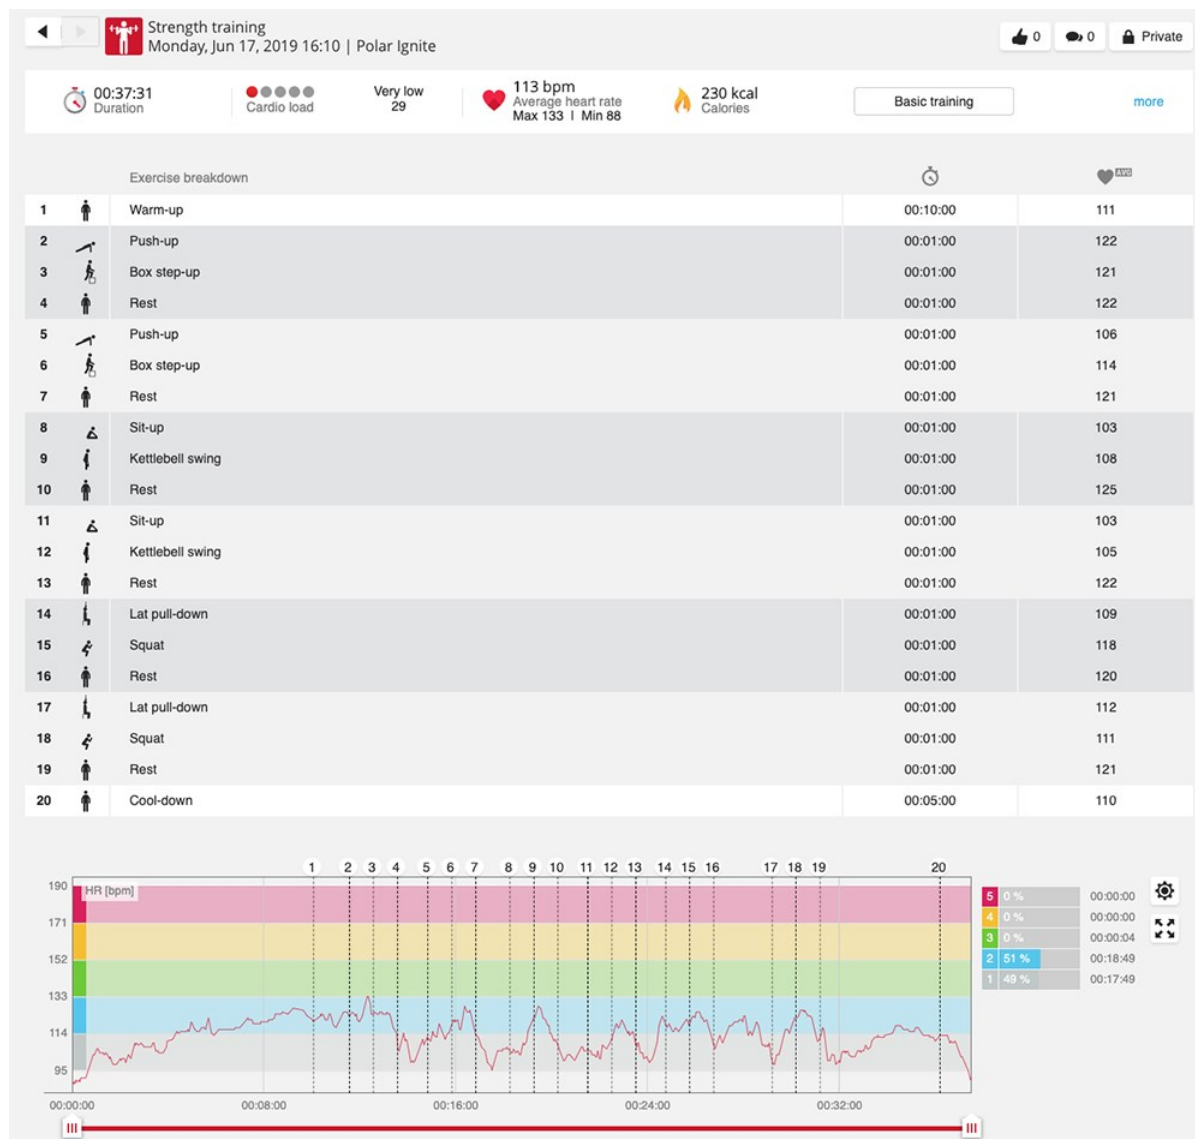 Strength training
Monday, Jun 17, 2019 16:10 | Polar Ignite
0 0 Private
00:37:31
Duration
Cardio load
Very low
29
113 bpm
Average heart rate
Max 133 | Min 88
230 kcal
Calories
Basic training
more
Exercise breakdown AVG
1 Warm-up 00:10:00 111
2 Push-up 00:01:00 122
3 Box step-up 00:01:00 121
4 Rest 00:01:00 122
5 Push-up 00:01:00 106
6 Box step-up 00:01:00 114
7 Rest 00:01:00 121
8 Sit-up 00:01:00 103
9 Kettlebell swing 00:01:00 108
10 Rest 00:01:00 125
11 Sit-up 00:01:00 103
12 Kettlebell swing 00:01:00 105
13 Rest 00:01:00 122
14 Lat pull-down 00:01:00 109
15 Squat 00:01:00 118
16 Rest 00:01:00 120
17 Lat pull-down 00:01:00 112
18 Squat 00:01:00 111
19 Rest 00:01:00 121
20 Cool-down 00:05:00 110
1 2 3 4 5 6 7 8 9 10 11 12 13 14 15 16 17 18 19 20
HR [bpm]
190
171
152
133
114
95
00:00:00 00:08:00 00:16:00 00:24:00 00:32:00
5 0 % 00:00:00
4 0 % 00:00:00
3 0 % 00:00:04
2 51 % 00:18:49
1 49 % 00:17:49